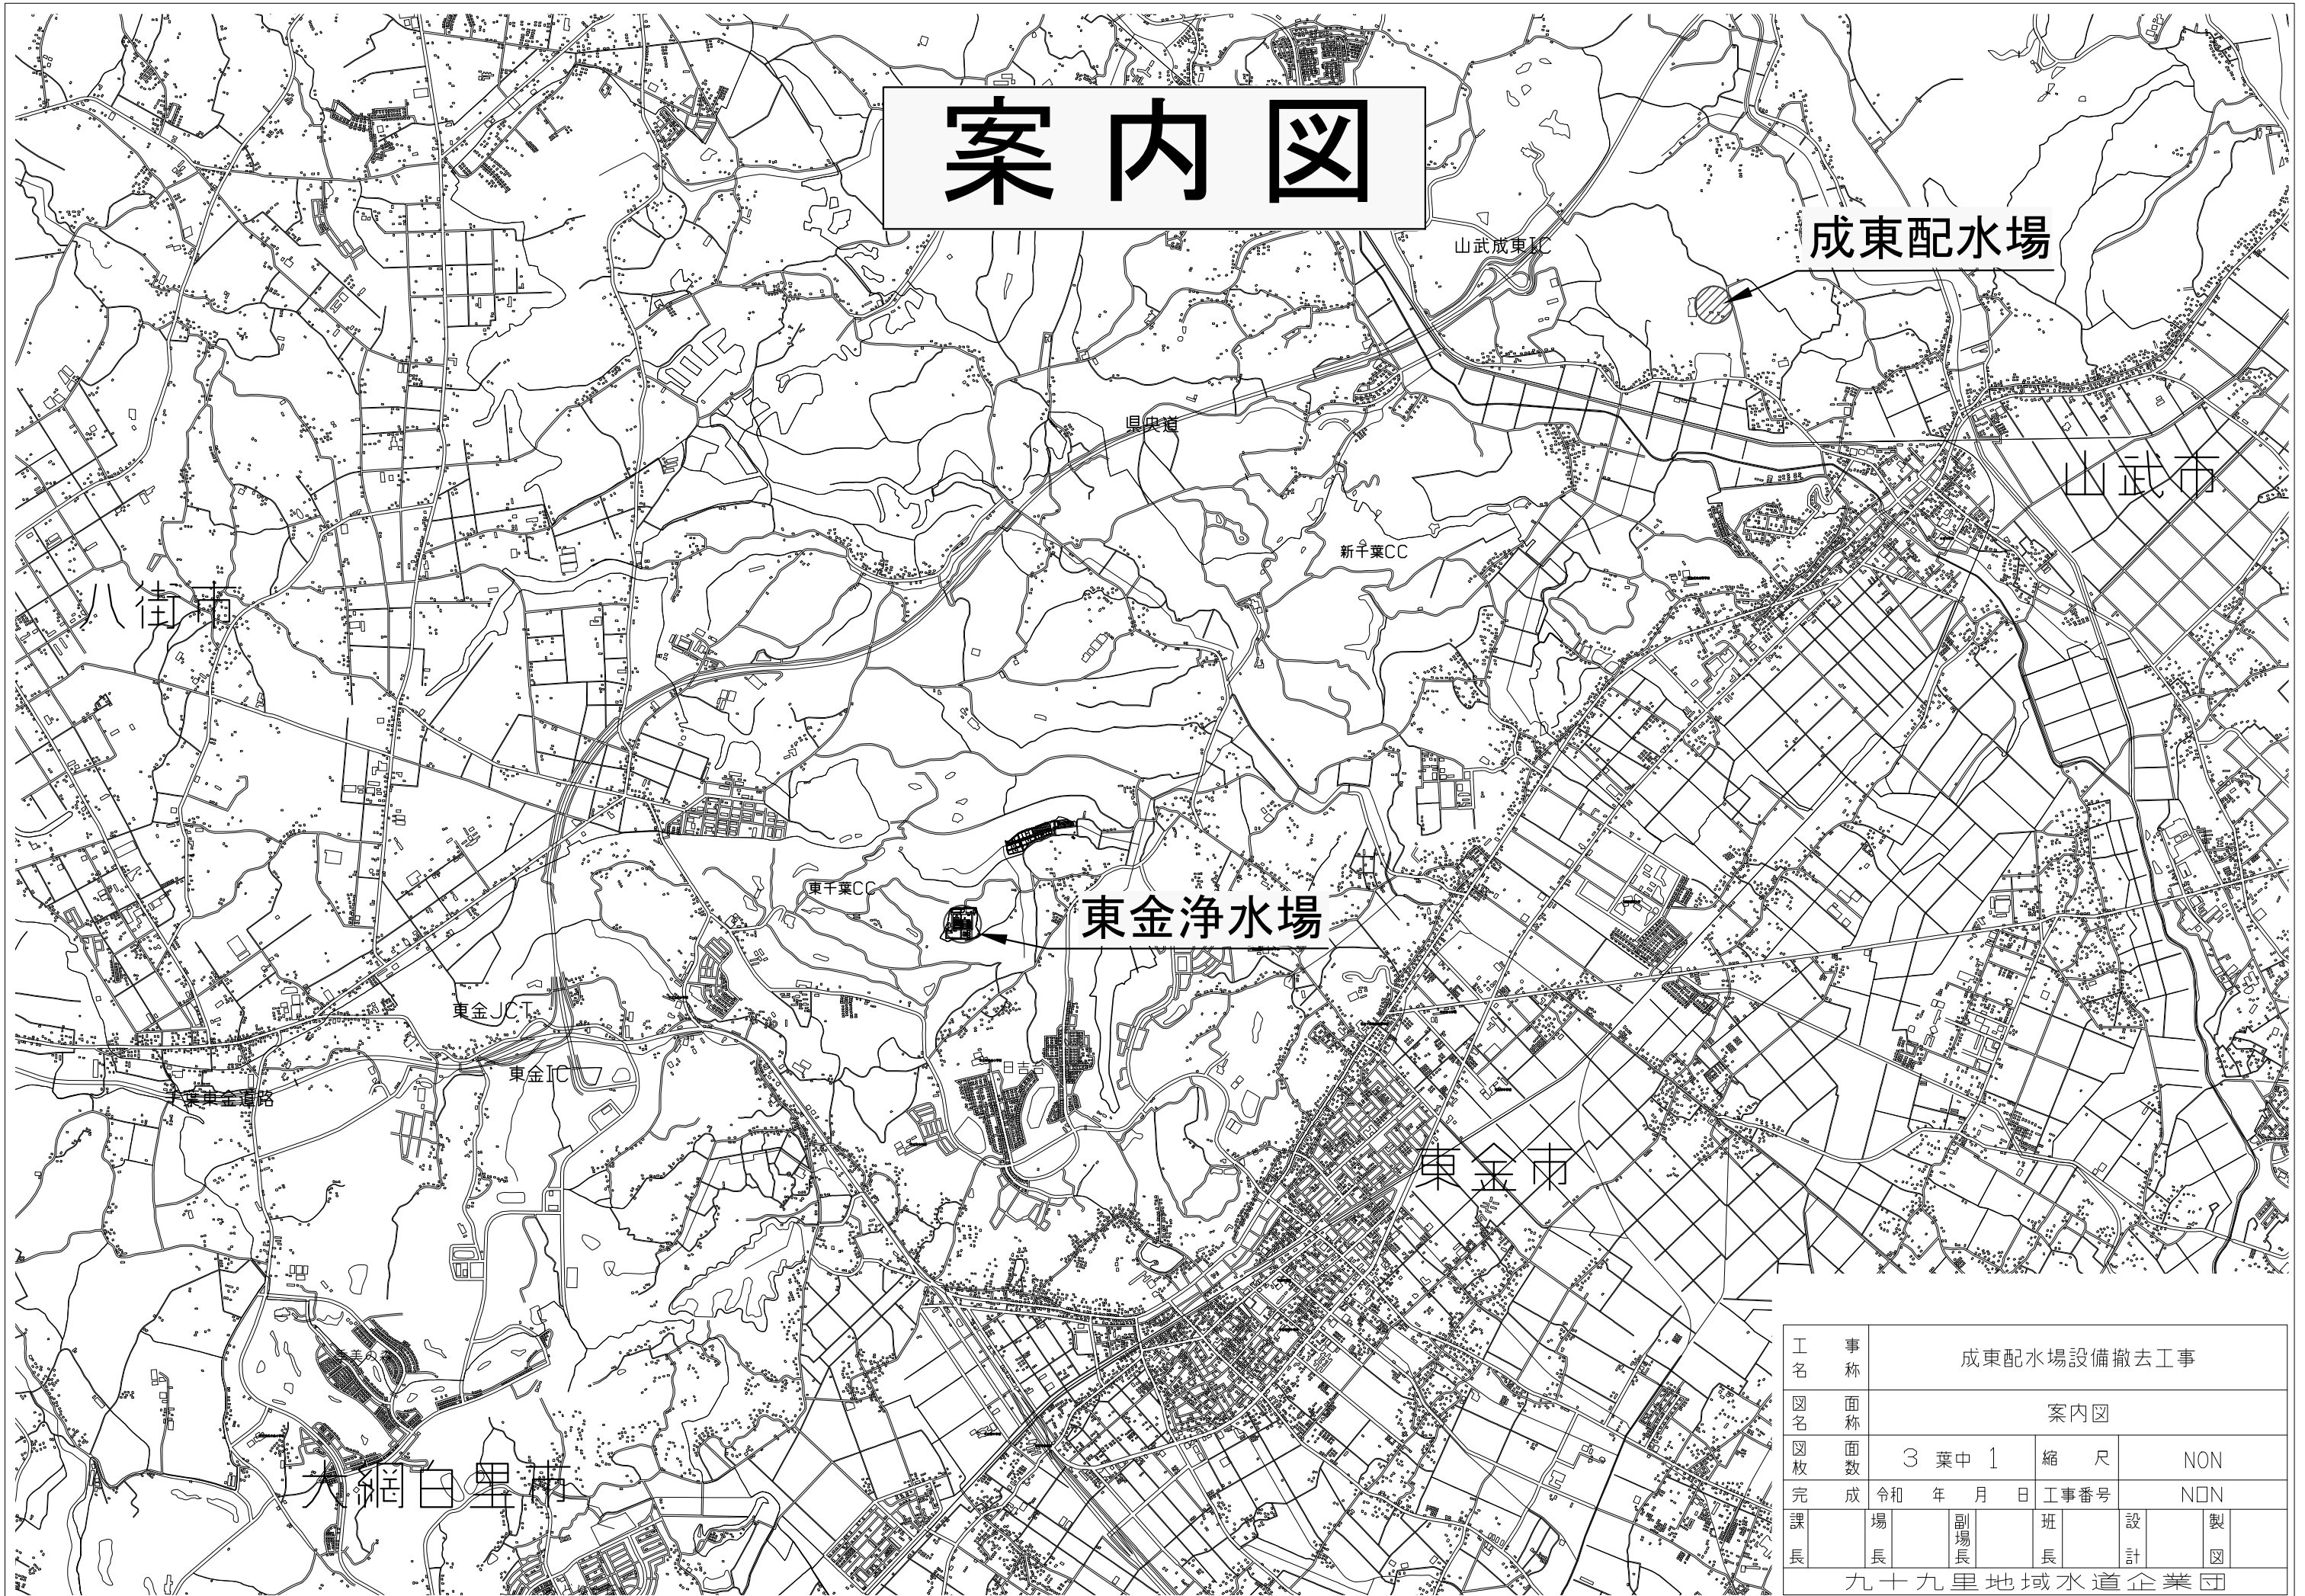 案内図
山武成東IC
成東配水場
県央道
山武市
新千葉CC
八街市
東千葉CC
東金浄水場
東金JCT
東金IC
日吉台
千葉東金道路
東金市
大網白里市
工事名称 成東配水場設備撤去工事
図面名称 案内図
図面枚数 3 葉中 1 縮尺 NON
完成 令和 年 月 日 工事番号 NON
課長 場長 副場長 班長 設計 製図
九十九里地域水道企業団